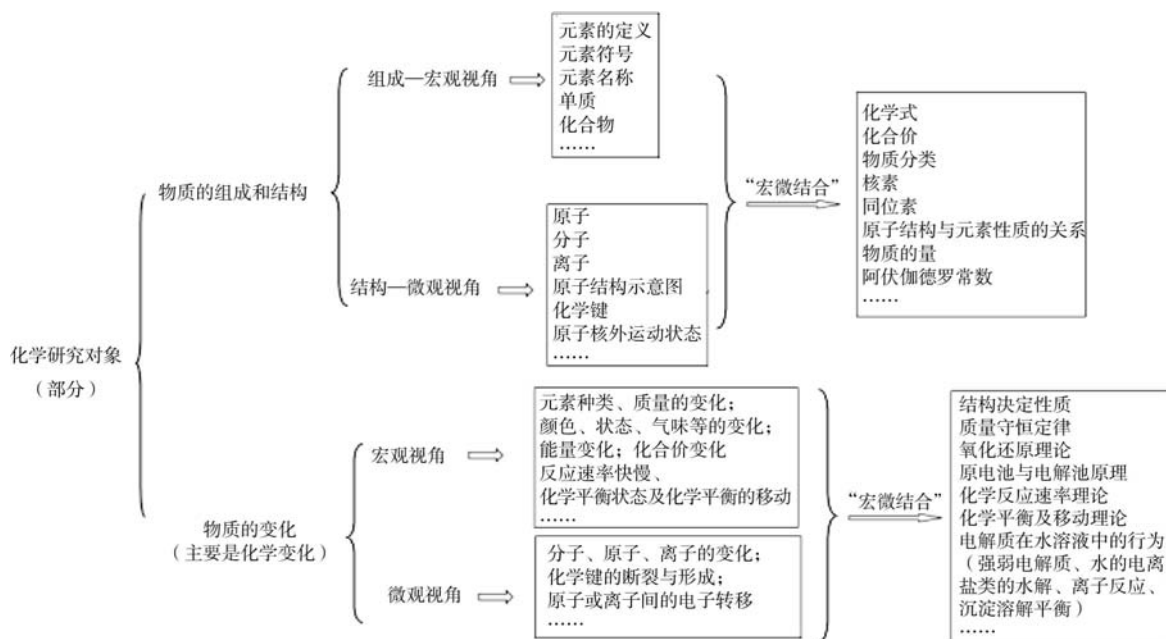 化学研究对象
（部分）
物质的组成和结构
组成—宏观视角
元素的定义
元素符号
元素名称
单质
化合物
……
结构—微观视角
原子
分子
离子
原子结构示意图
化学键
原子核外运动状态
……
“宏微结合”
化学式
化合价
物质分类
核素
同位素
原子结构与元素性质的关系
物质的量
阿伏伽德罗常数
……
物质的变化
（主要是化学变化）
宏观视角
元素种类、质量的变化；
颜色、状态、气味等的变化；
能量变化；化合价变化
反应速率快慢、
化学平衡状态及化学平衡的移动
……
微观视角
分子、原子、离子的变化；
化学键的断裂与形成；
原子或离子间的电子转移
……
“宏微结合”
结构决定性质
质量守恒定律
氧化还原理论
原电池与电解池原理
化学反应速率理论
化学平衡及移动理论
电解质在水溶液中的行为
（强弱电解质、水的电离
盐类的水解、离子反应、
沉淀溶解平衡）
……